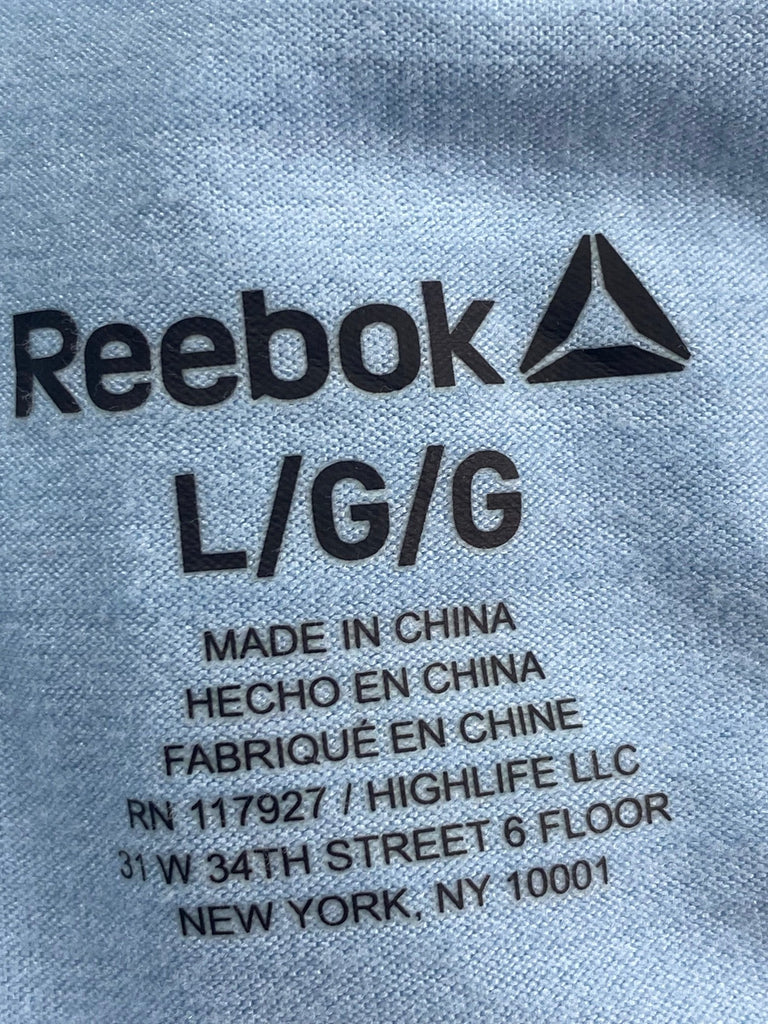 Reebok
L/G/G
MADE IN CHINA
HECHO EN CHINA
FABRIQUÉ EN CHINE
RN 117927 / HIGHLIFE LLC
31 W 34TH STREET 6 FLOOR
NEW YORK, NY 10001